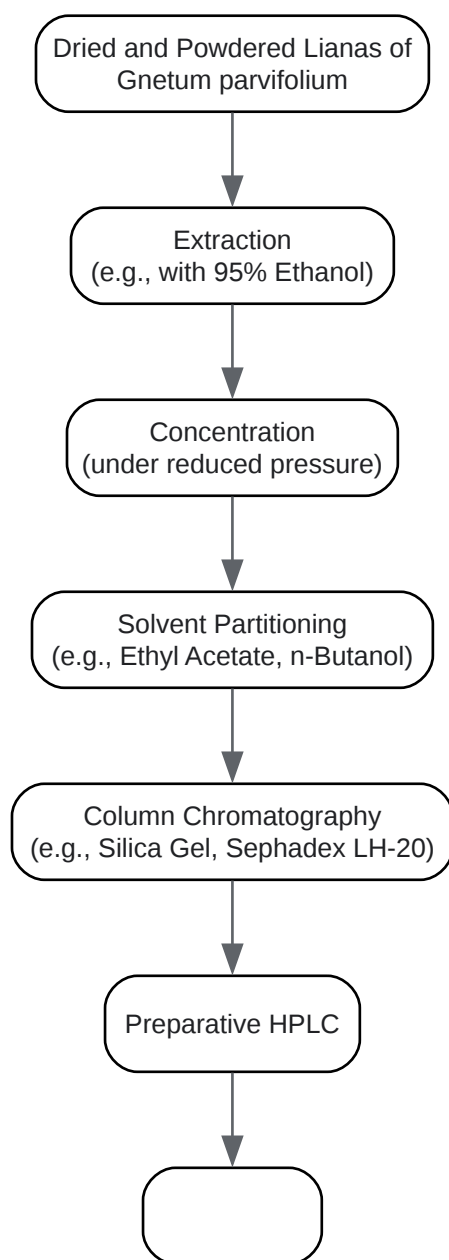 Dried and Powdered Lianas of
Gnetum parvifolium
Extraction
(e.g., with 95% Ethanol)
Concentration
(under reduced pressure)
Solvent Partitioning
(e.g., Ethyl Acetate, n-Butanol)
Column Chromatography
(e.g., Silica Gel, Sephadex LH-20)
Preparative HPLC